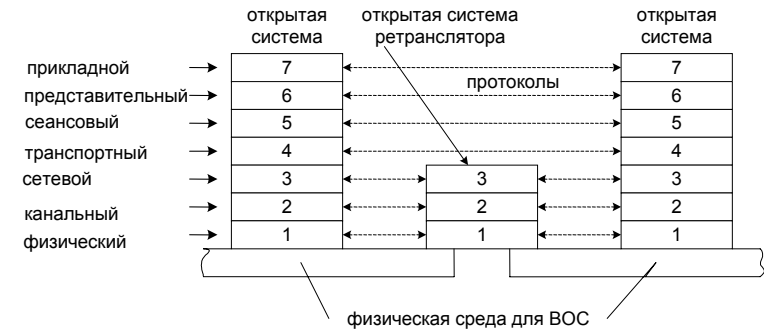 открытая система
открытая система ретранслятора
открытая система
прикладной 7 7
протоколы
представительный 6 6
сеансовый 5 5
транспортный 4 4
сетевой 3 3 3
канальный 2 2 2
физический 1 1 1
физическая среда для ВОС